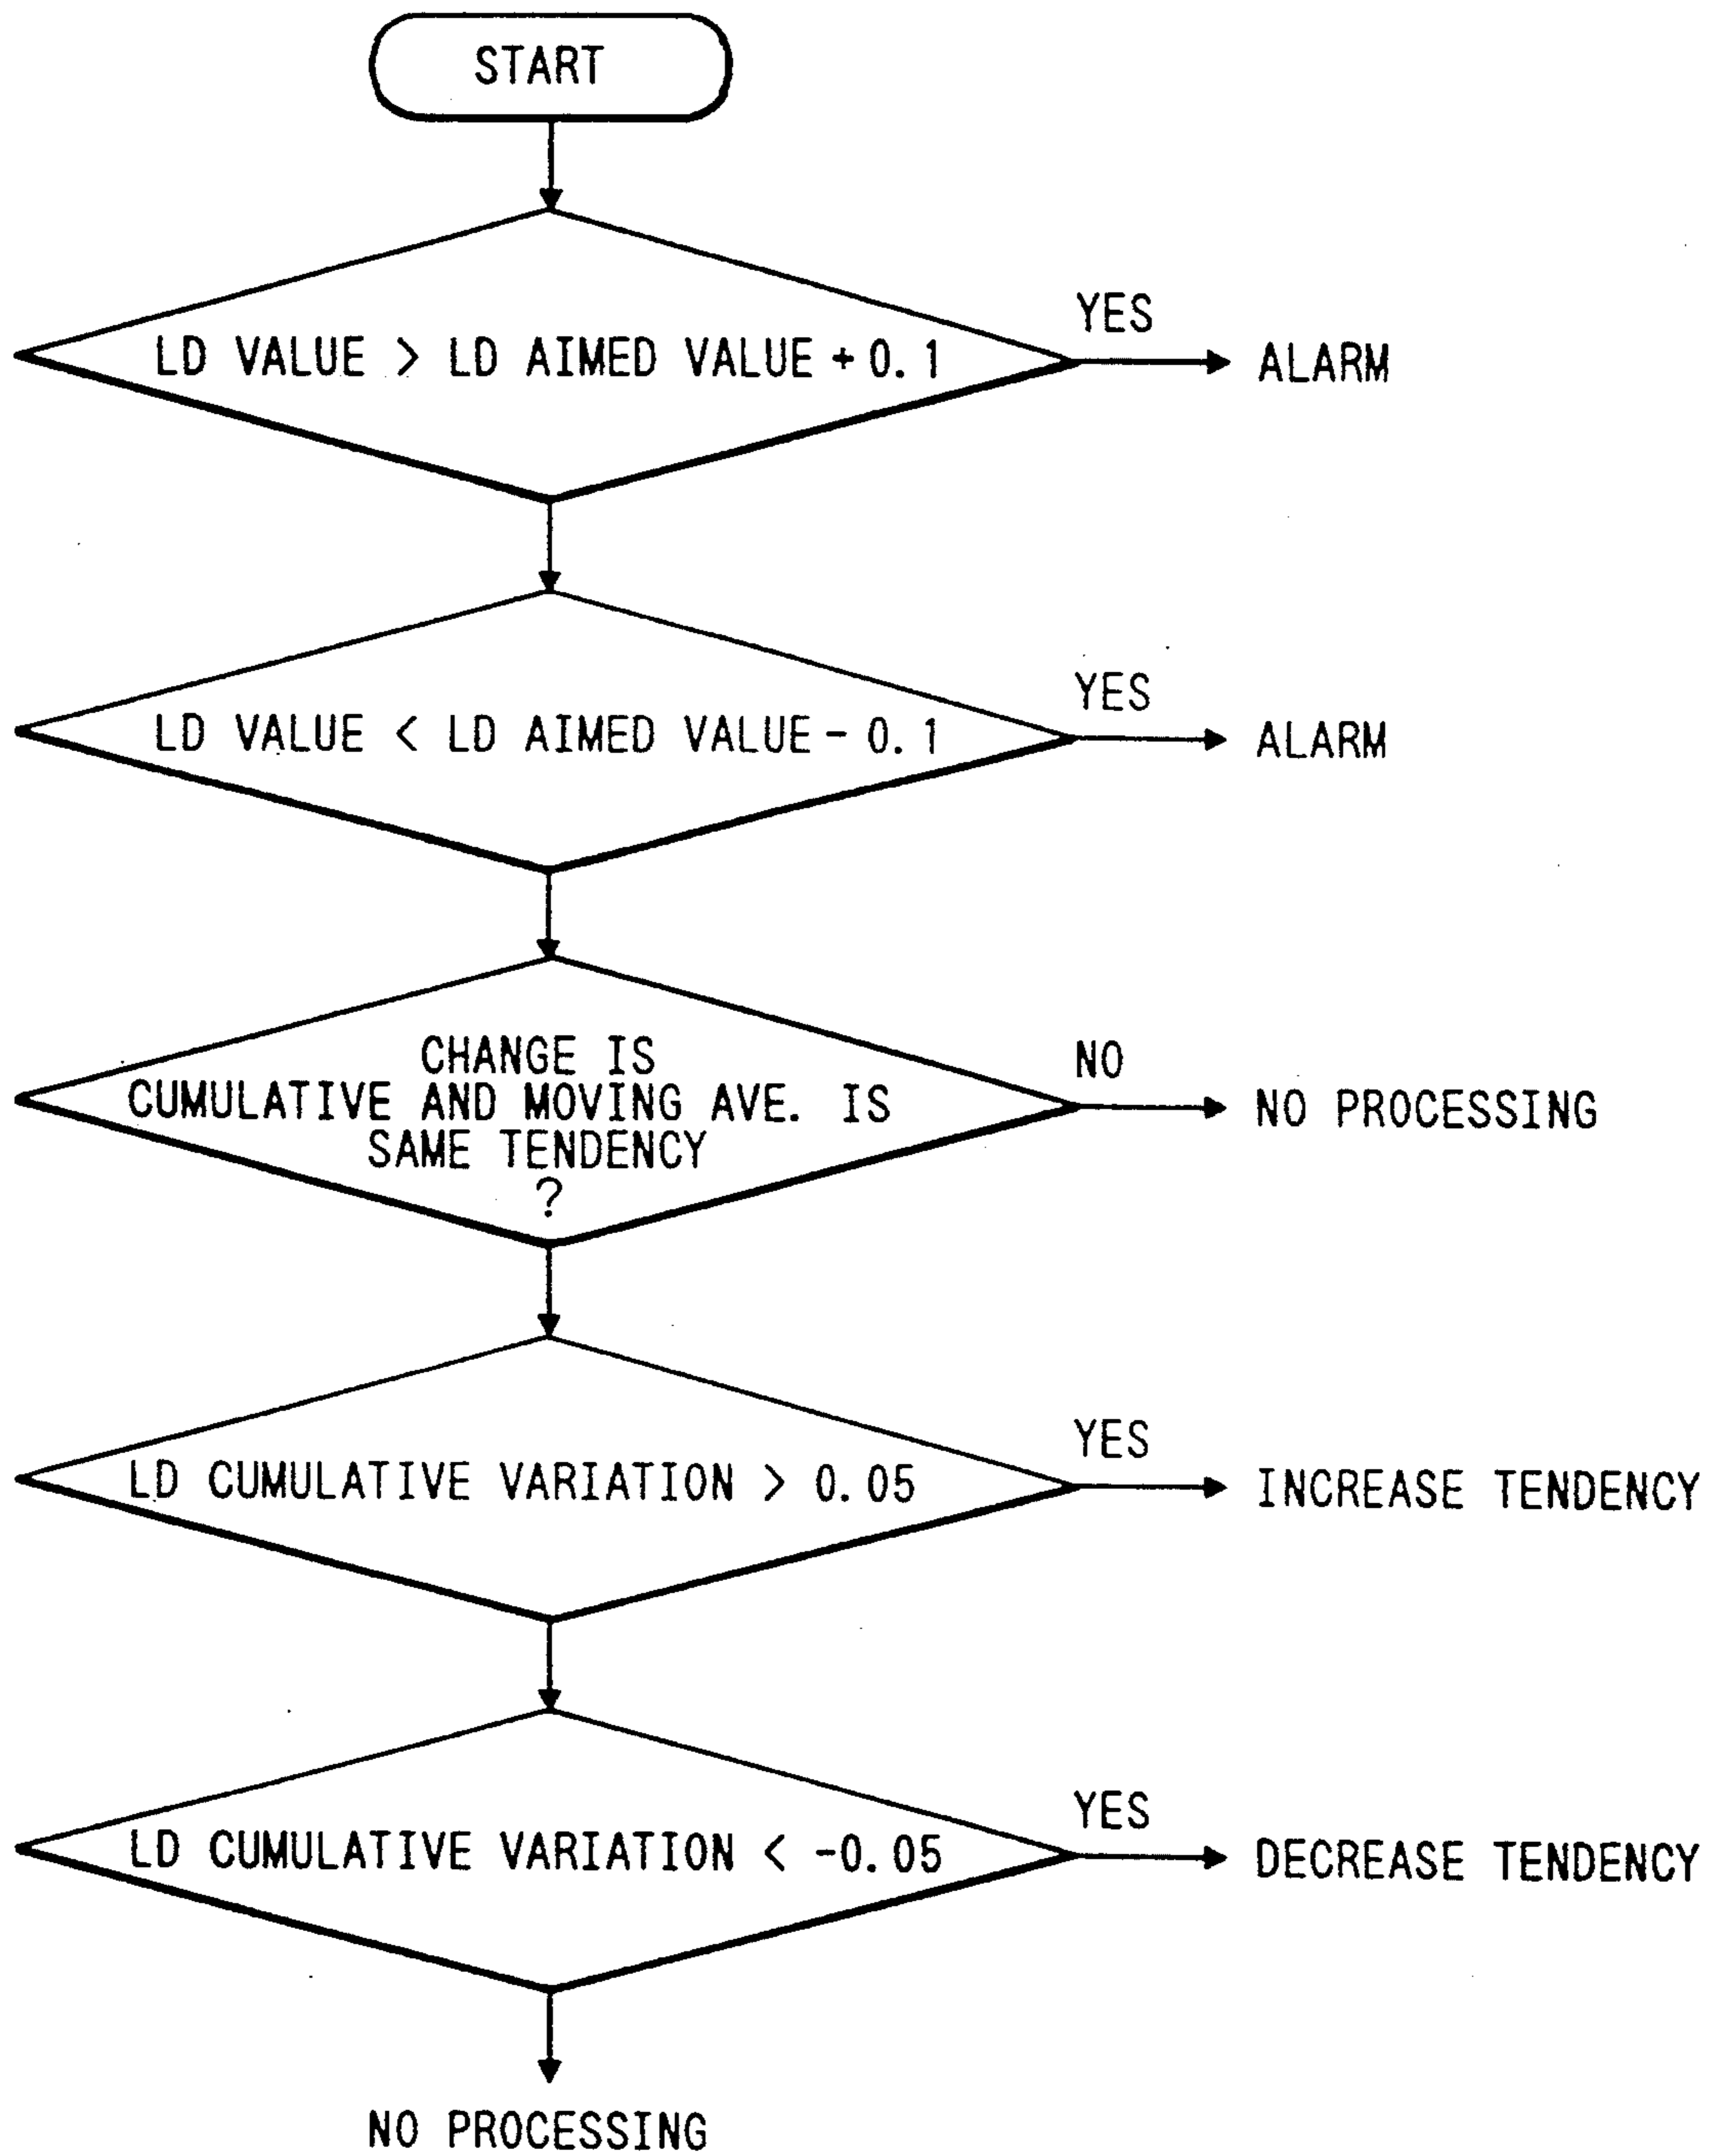 START
YES
LD VALUE > LD AIMED VALUE + 0.1
ALARM
YES
LD VALUE < LD AIMED VALUE - 0.1
ALARM
CHANGE IS
CUMULATIVE AND MOVING AVE. IS
SAME TENDENCY
?
NO
NO PROCESSING
YES
LD CUMULATIVE VARIATION > 0.05
INCREASE TENDENCY
YES
LD CUMULATIVE VARIATION < -0.05
DECREASE TENDENCY
NO PROCESSING